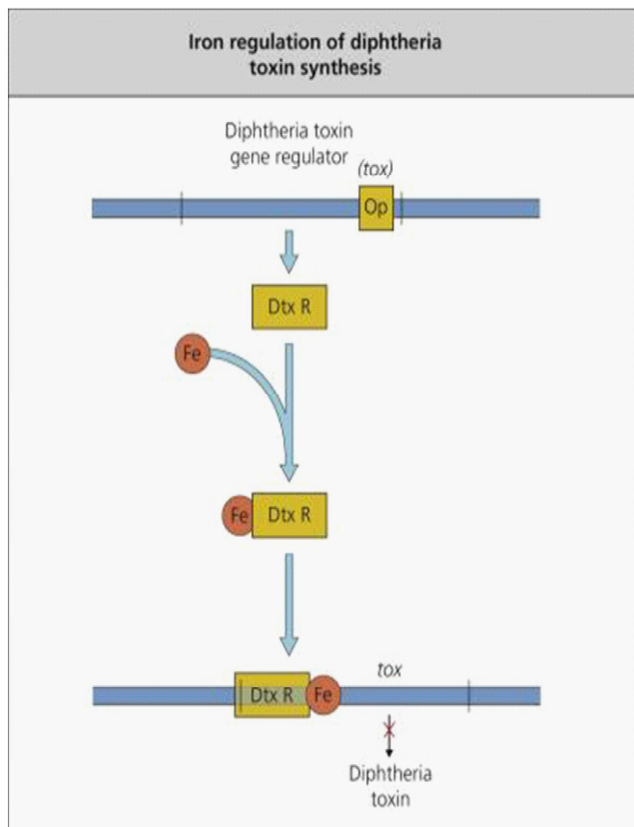 Iron regulation of diphtheria
toxin synthesis
Diphtheria toxin
gene regulator
(tox)
Op
Dtx R
Fe
Fe
Dtx R
Dtx R
Fe
tox
Diphtheria
toxin